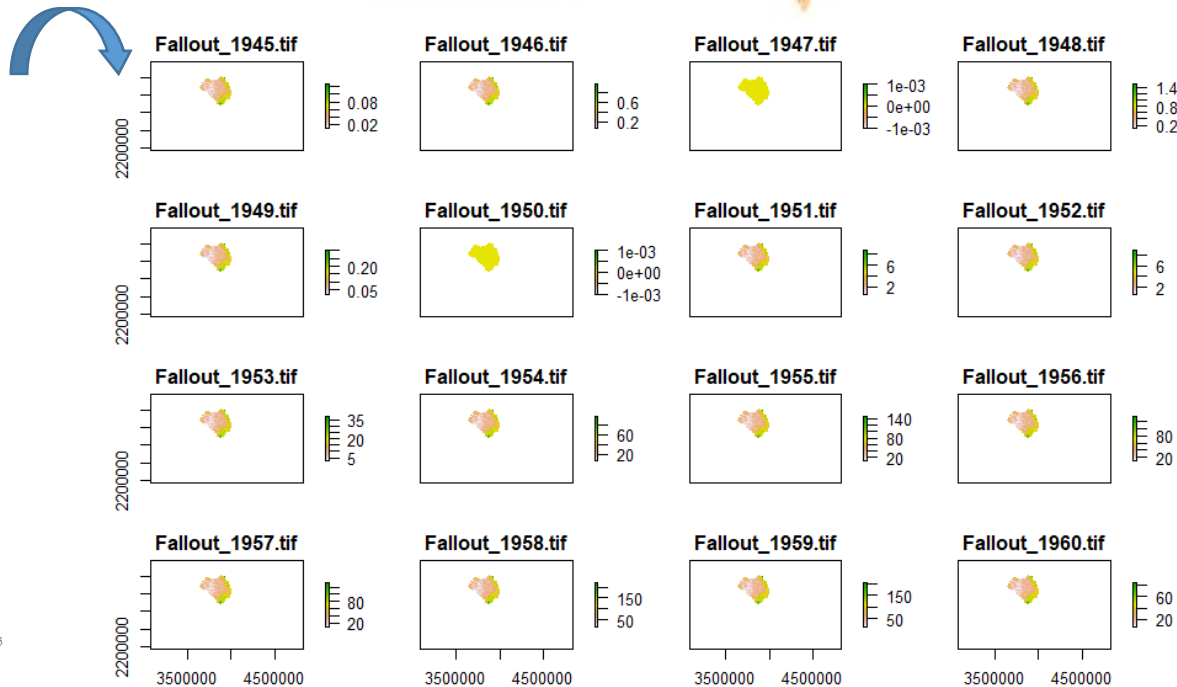 Fallout_1945.tif
0.08
0.02
2200000
Fallout_1946.tif
0.6
0.2
Fallout_1947.tif
1e-03
0e+00
-1e-03
Fallout_1948.tif
1.4
0.8
0.2
Fallout_1949.tif
0.20
0.05
2200000
Fallout_1950.tif
1e-03
0e+00
-1e-03
Fallout_1951.tif
6
2
Fallout_1952.tif
6
2
Fallout_1953.tif
35
20
5
2200000
Fallout_1954.tif
60
20
Fallout_1955.tif
140
80
20
Fallout_1956.tif
80
20
Fallout_1957.tif
80
20
2200000
3500000 4500000
Fallout_1958.tif
150
50
3500000 4500000
Fallout_1959.tif
150
50
3500000 4500000
Fallout_1960.tif
60
20
3500000 4500000